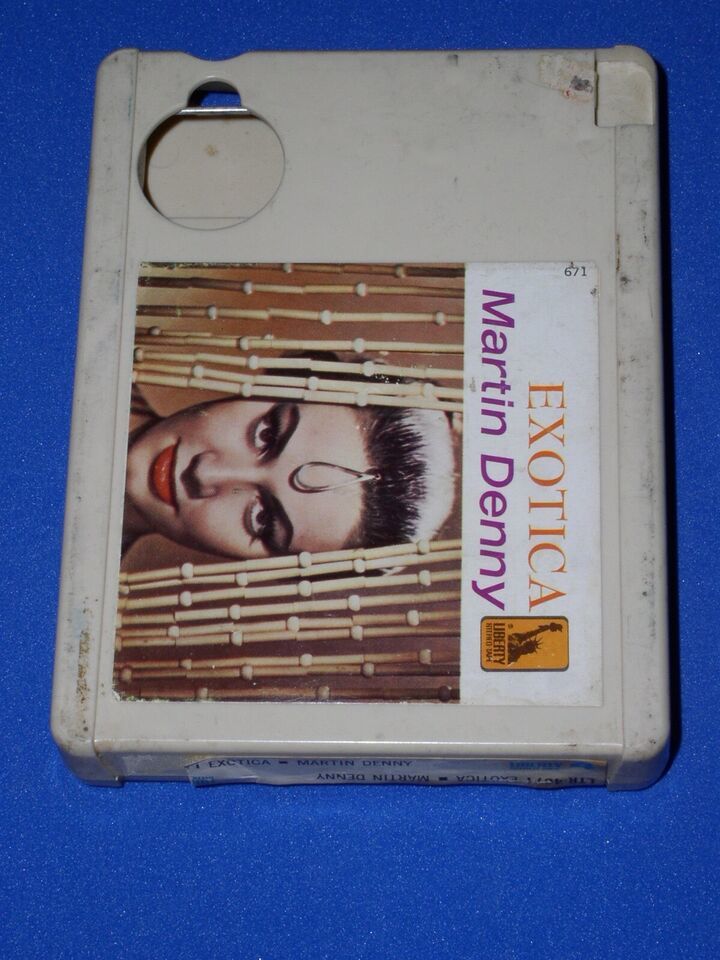 671
EXOTICA
Martin Denny
LIBERTY
EXOTICA ■ MARTIN DENNY
EXOTICA ■ MARTIN DENNY